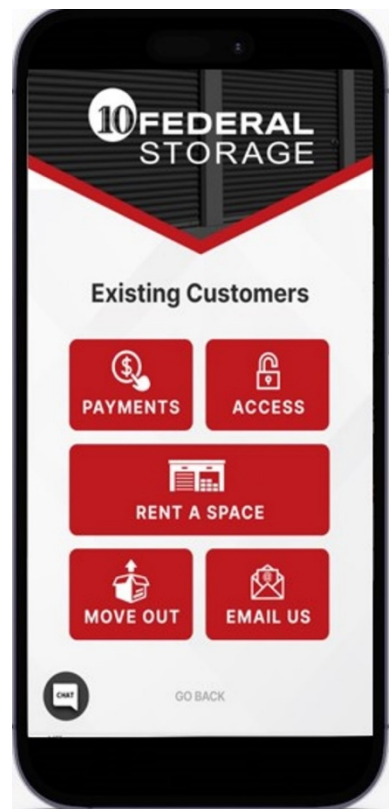 10 FEDERAL
STORAGE
Existing Customers
PAYMENTS
ACCESS
RENT A SPACE
MOVE OUT
EMAIL US
CHAT
GO BACK